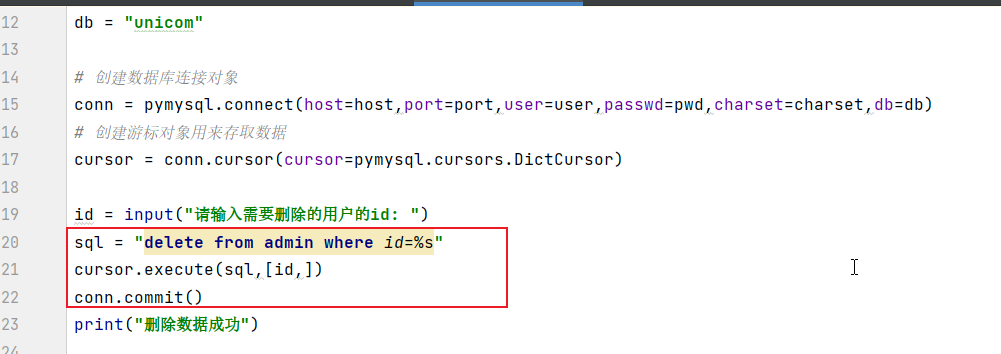 12 db = "unicom"
13
14 # 创建数据库连接对象
15 conn = pymysql.connect(host=host,port=port,user=user,passwd=pwd,charset=charset,db=db)
16 # 创建游标对象用来存取数据
17 cursor = conn.cursor(cursor=pymysql.cursors.DictCursor)
18
19 id = input("请输入需要删除的用户的id: ")
20 sql = "delete from admin where id=%s"
21 cursor.execute(sql,[id,])
22 conn.commit()
23 print("删除数据成功")
24